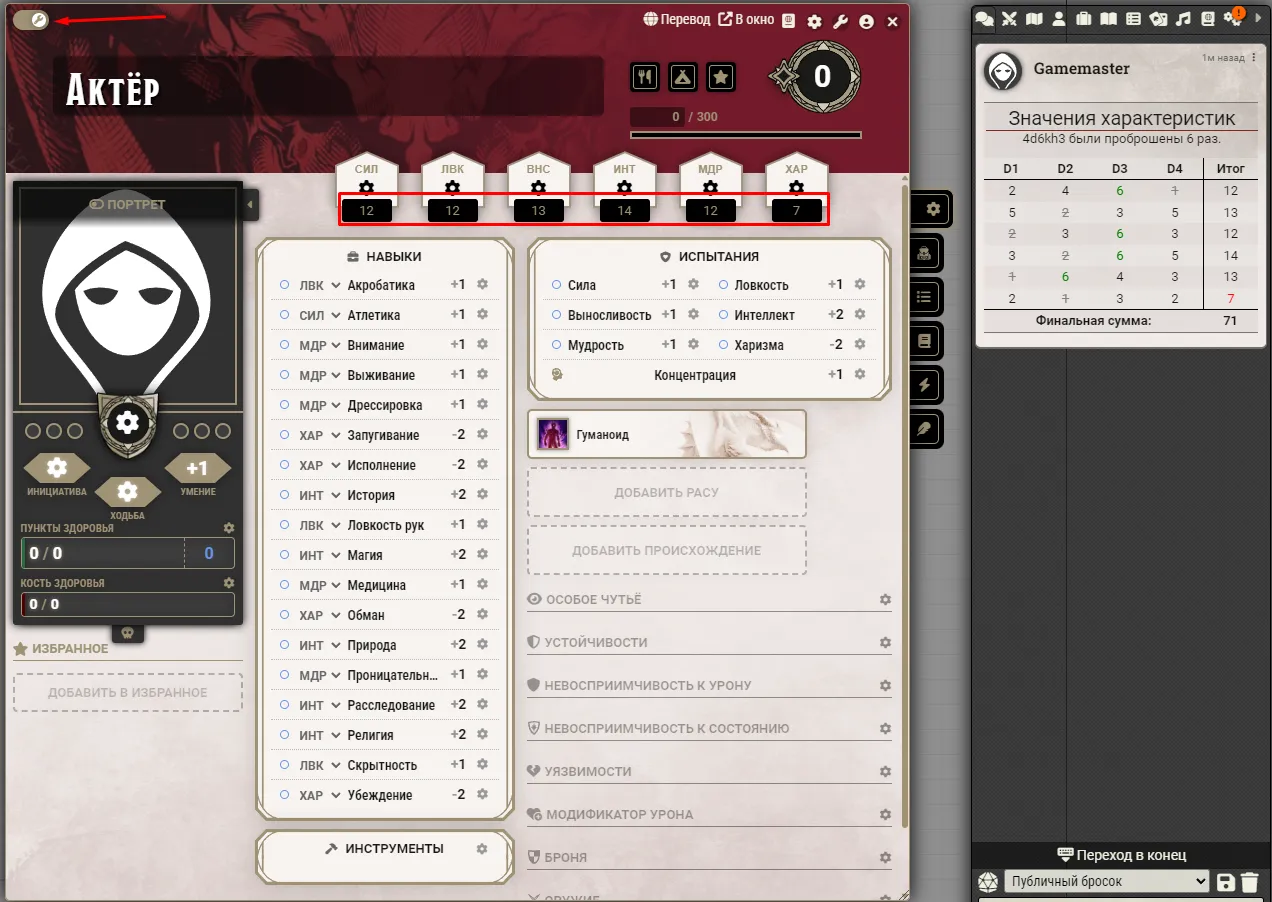 Перевод В окно
Актёр
0
0 / 300
СИЛ ЛВК ВНС ИНТ МДР ХАР
12 12 13 14 12 7
ПОРТРЕТ
ИНИЦИАТИВА
+1
УМЕНИЕ
ХОДЬБА
ПУНКТЫ ЗДОРОВЬЯ
0 / 0 0
КОСТЬ ЗДОРОВЬЯ
0 / 0
ИЗБРАННОЕ
ДОБАВИТЬ В ИЗБРАННОЕ
НАВЫКИ
ЛВК Акробатика +1
СИЛ Атлетика +1
МДР Внимание +1
МДР Выживание +1
МДР Дрессировка +1
ХАР Запугивание -2
ХАР Исполнение -2
ИНТ История +2
ЛВК Ловкость рук +1
ИНТ Магия +2
МДР Медицина +1
ХАР Обман -2
ИНТ Природа +2
МДР Проницательн... +1
ИНТ Расследование +2
ИНТ Религия +2
ЛВК Скрытность +1
ХАР Убеждение -2
ИНСТРУМЕНТЫ
ИСПЫТАНИЯ
Сила +1 Ловкость +1
Выносливость +1 Интеллект +2
Мудрость +1 Харизма -2
Концентрация +1
Гуманоид
ДОБАВИТЬ РАСУ
ДОБАВИТЬ ПРОИСХОЖДЕНИЕ
ОСОБОЕ ЧУТЬЁ
УСТОЙЧИВОСТИ
НЕВОСПРИИМЧИВОСТЬ К УРОНУ
НЕВОСПРИИМЧИВОСТЬ К СОСТОЯНИЮ
УЯЗВИМОСТИ
МОДИФИКАТОР УРОНА
БРОНЯ
ОРУЖИЕ
Gamemaster 1м назад
Значения характеристик
4d6kh3 были проброшены 6 раз.
D1 D2 D3 D4 Итог
2 4 6 1 12
5 2 3 5 13
2 3 6 3 12
3 2 6 5 14
1 6 4 3 13
2 1 3 2 7
Финальная сумма: 71
Переход в конец
Публичный бросок